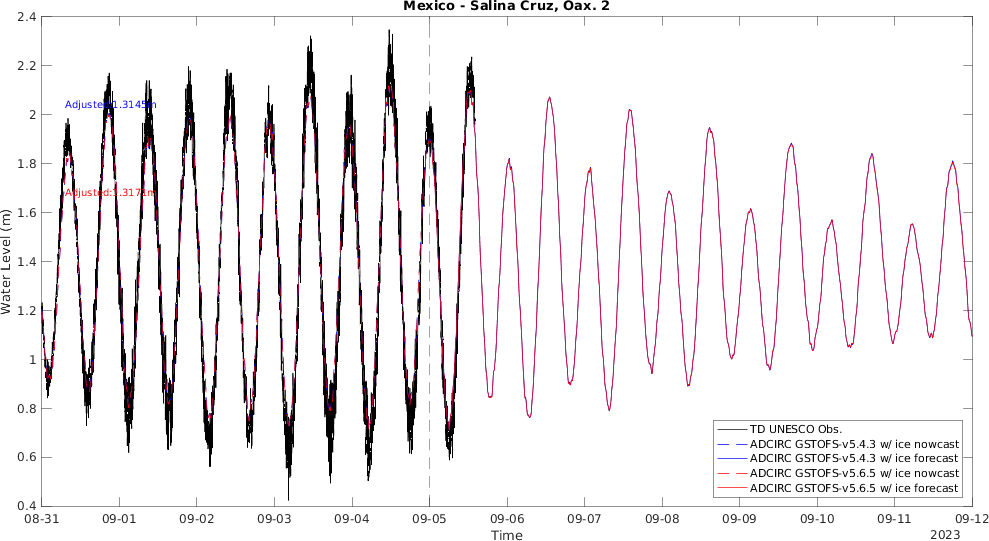 Mexico - Salina Cruz, Oax. 2
2.4
2.2
2
1.8
1.6
1.4
1.2
1
0.8
0.6
0.4
Water Level (m)
Adjusted:1.3145m
Adjusted:1.3171m
TD UNESCO Obs.
ADCIRC GSTOFS-v5.4.3 w/ ice nowcast
ADCIRC GSTOFS-v5.4.3 w/ ice forecast
ADCIRC GSTOFS-v5.6.5 w/ ice nowcast
ADCIRC GSTOFS-v5.6.5 w/ ice forecast
08-31 09-01 09-02 09-03 09-04 09-05 09-06 09-07 09-08 09-09 09-10 09-11 09-12
Time
2023